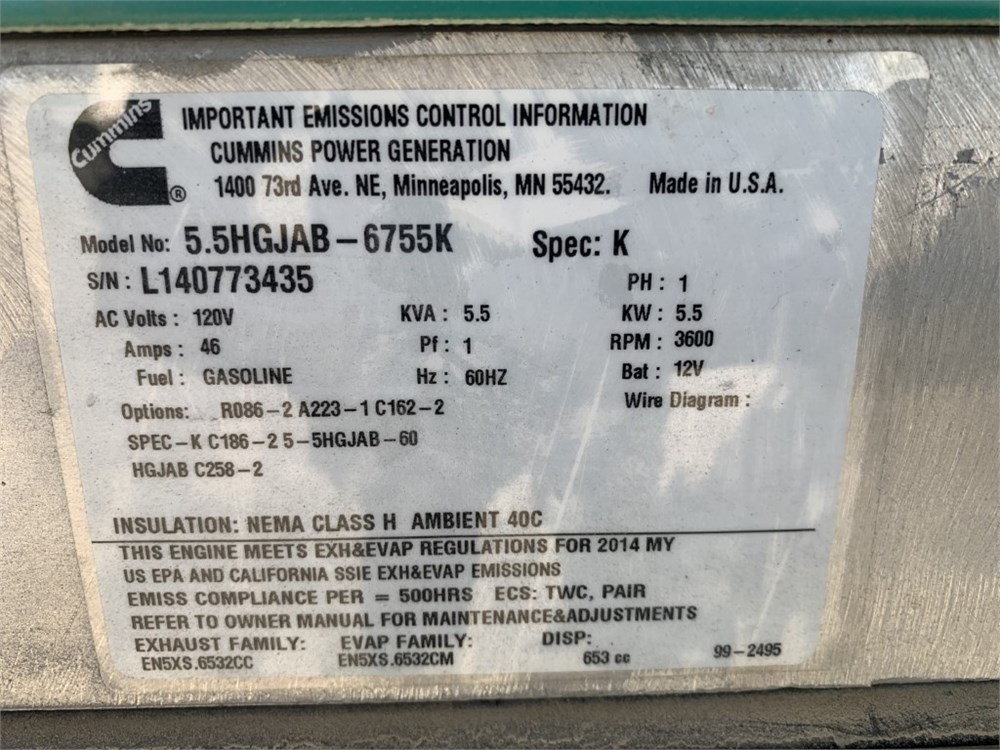 Cummins
®
IMPORTANT EMISSIONS CONTROL INFORMATION
CUMMINS POWER GENERATION
1400 73rd Ave. NE, Minneapolis, MN 55432. Made in U.S.A.
Model No: 5.5HGJAB-6755K Spec: K
S/N: L140773435 PH: 1
AC Volts: 120V KVA: 5.5 KW: 5.5
Amps: 46 Pf: 1 RPM: 3600
Fuel: GASOLINE Hz: 60HZ Bat: 12V
Options: R086-2 A223-1 C162-2 Wire Diagram:
SPEC-K C186-2 5-5HGJAB-60
HGJAB C258-2
INSULATION: NEMA CLASS H AMBIENT 40C
THIS ENGINE MEETS EXH&EVAP REGULATIONS FOR 2014 MY
US EPA AND CALIFORNIA SSIE EXH&EVAP EMISSIONS
EMISS COMPLIANCE PER = 500HRS ECS: TWC, PAIR
REFER TO OWNER MANUAL FOR MAINTENANCE&ADJUSTMENTS
EXHAUST FAMILY: EVAP FAMILY: DISP:
EN5XS.6532CC EN5XS.6532CM 653 cc 99-2495